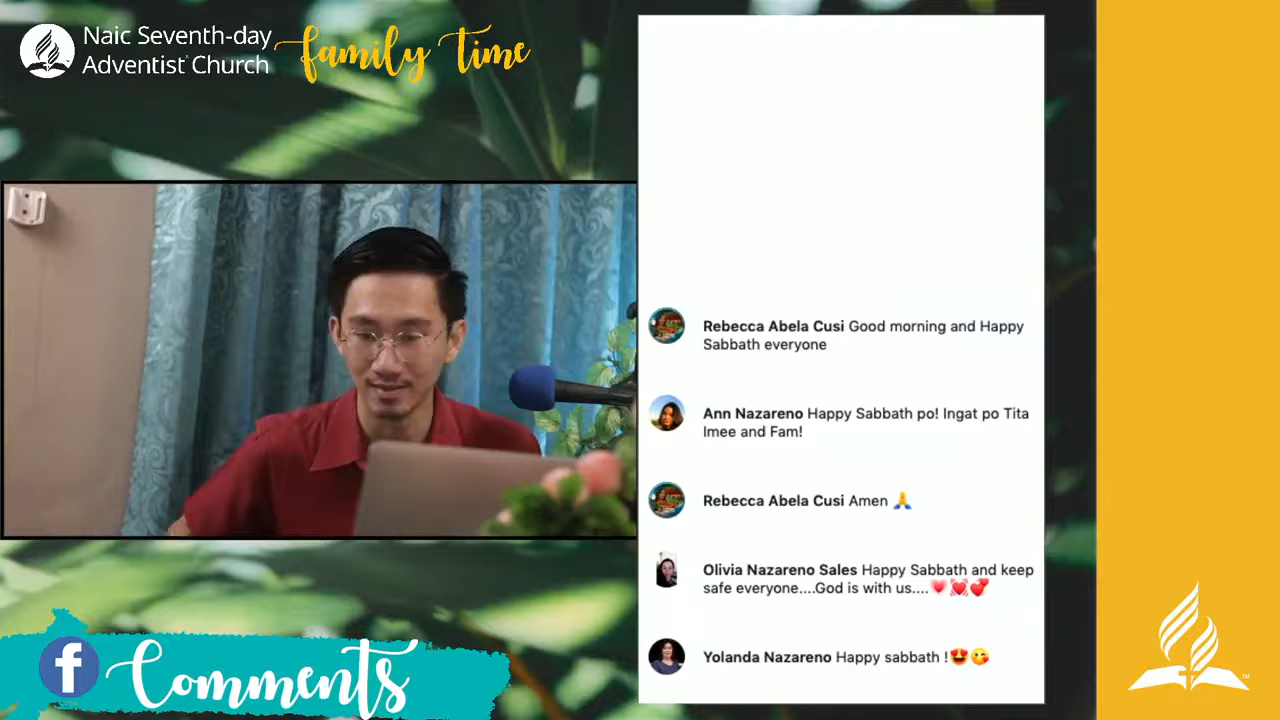 Naic Seventh-day
Adventist Church
family time
Rebecca Abela Cusi Good morning and Happy
Sabbath everyone
Ann Nazareno Happy Sabbath po! Ingat po Tita
Imee and Fam!
Rebecca Abela Cusi Amen 🙏
Olivia Nazareno Sales Happy Sabbath and keep
safe everyone....God is with us....💗💓💕
Yolanda Nazareno Happy sabbath !😍😘
f Comments